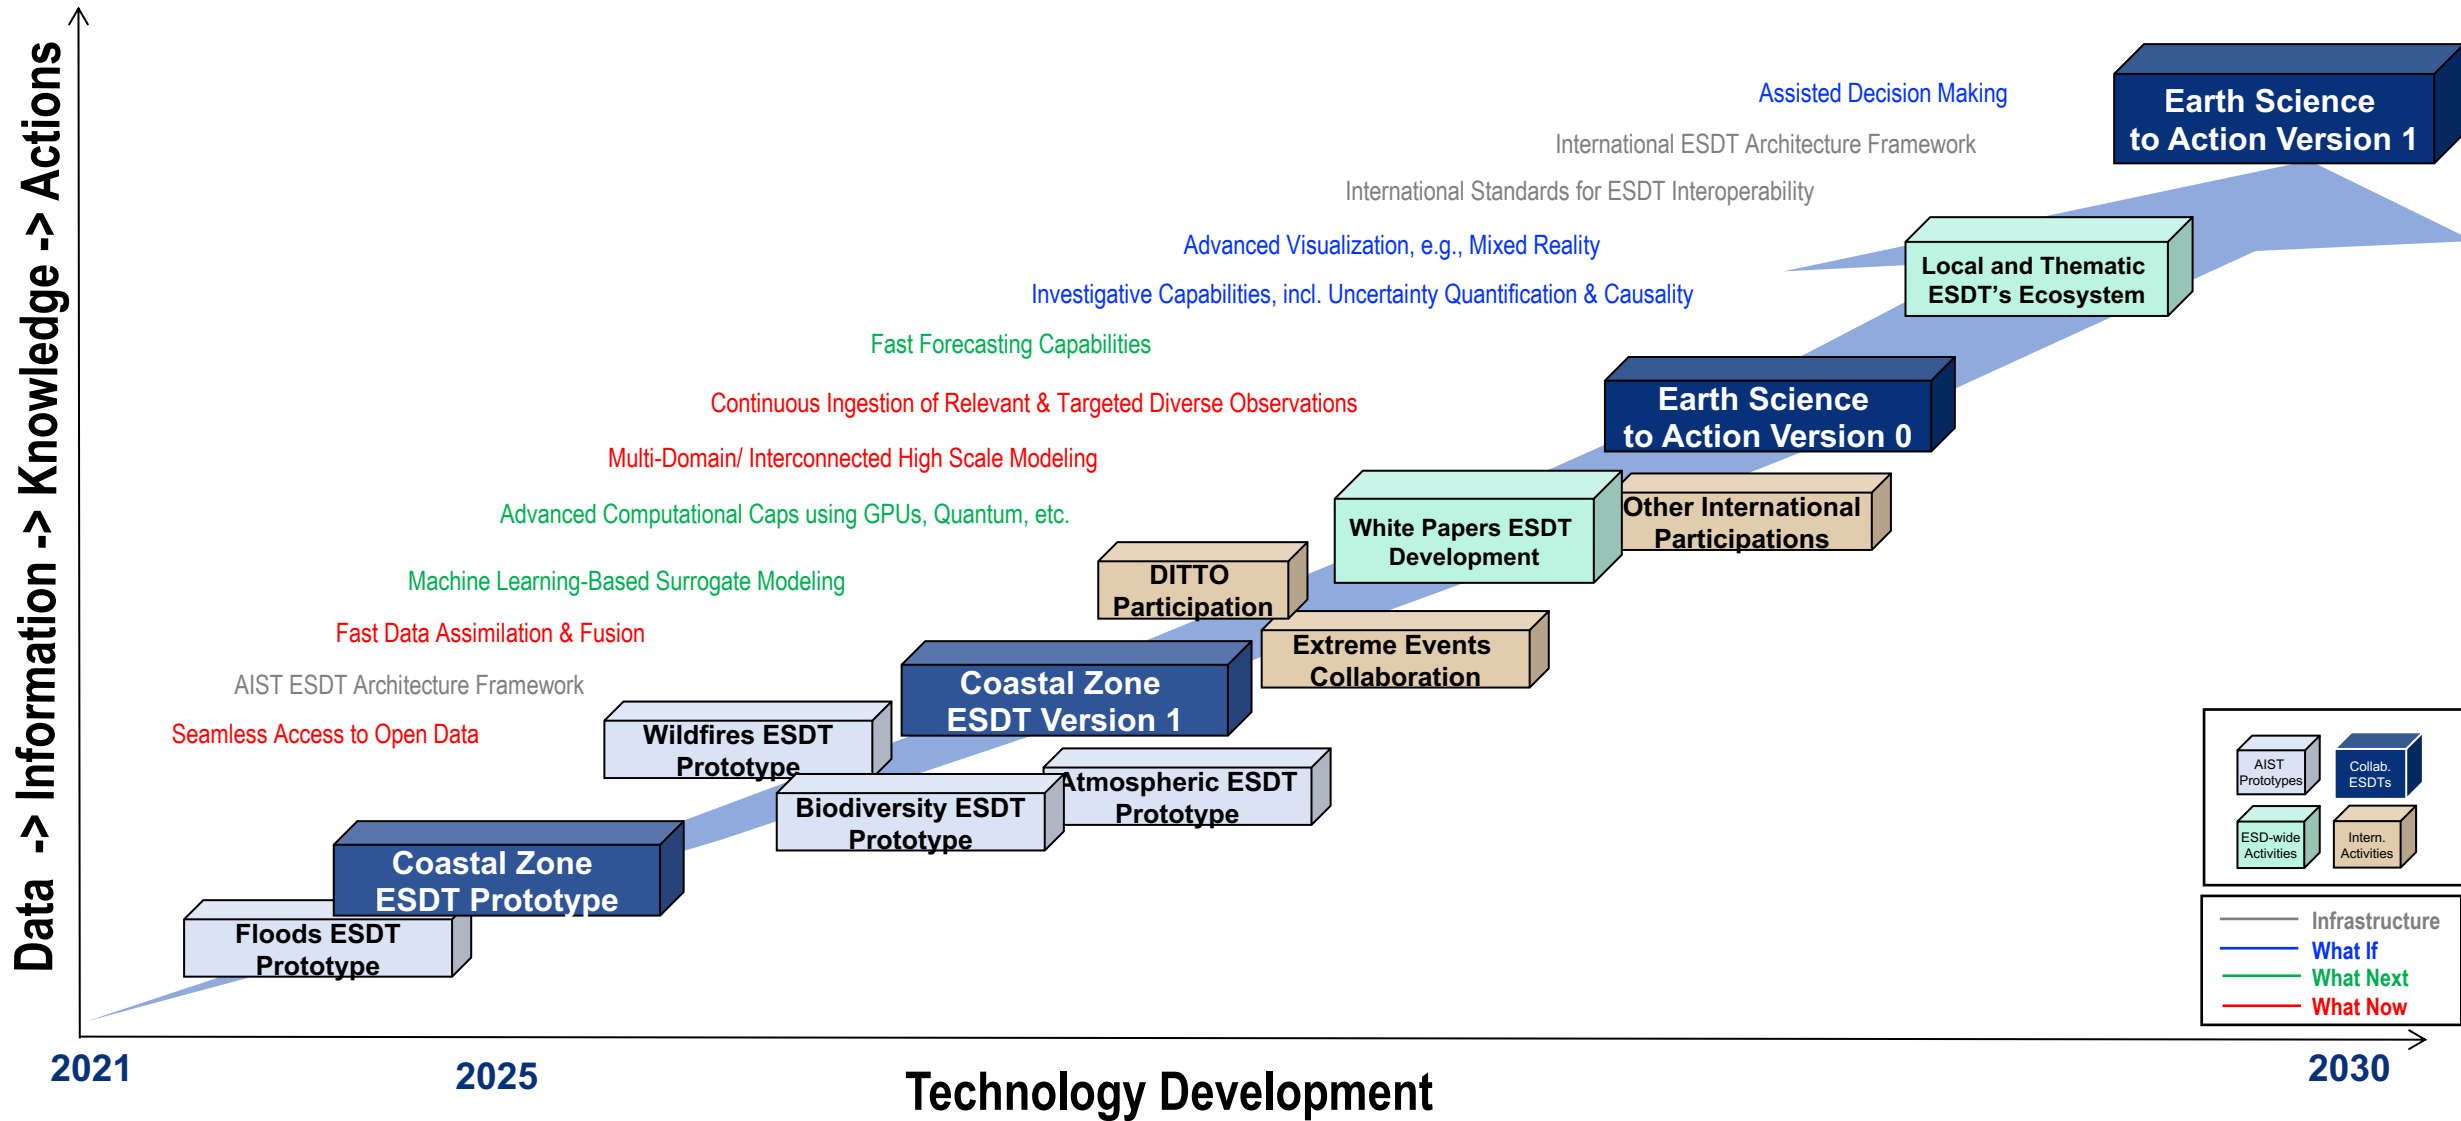 Data -> Information -> Knowledge -> Actions
Assisted Decision Making
International ESDT Architecture Framework
International Standards for ESDT Interoperability
Advanced Visualization, e.g., Mixed Reality
Investigative Capabilities, incl. Uncertainty Quantification & Causality
Fast Forecasting Capabilities
Continuous Ingestion of Relevant & Targeted Diverse Observations
Multi-Domain/ Interconnected High Scale Modeling
Advanced Computational Caps using GPUs, Quantum, etc.
Machine Learning-Based Surrogate Modeling
Fast Data Assimilation & Fusion
AIST ESDT Architecture Framework
Seamless Access to Open Data
Earth Science
to Action Version 1
Local and Thematic
ESDT’s Ecosystem
Earth Science
to Action Version 0
White Papers ESDT
Development
Other International
Participations
DITTO
Participation
Extreme Events
Collaboration
Coastal Zone
ESDT Version 1
Wildfires ESDT
Prototype
Biodiversity ESDT
Prototype
Atmospheric ESDT
Prototype
Coastal Zone
ESDT Prototype
Floods ESDT
Prototype
AIST
Prototypes
Collab.
ESDTs
ESD-wide
Activities
Intern.
Activities
Infrastructure
What If
What Next
What Now
2021
2025
Technology Development
2030